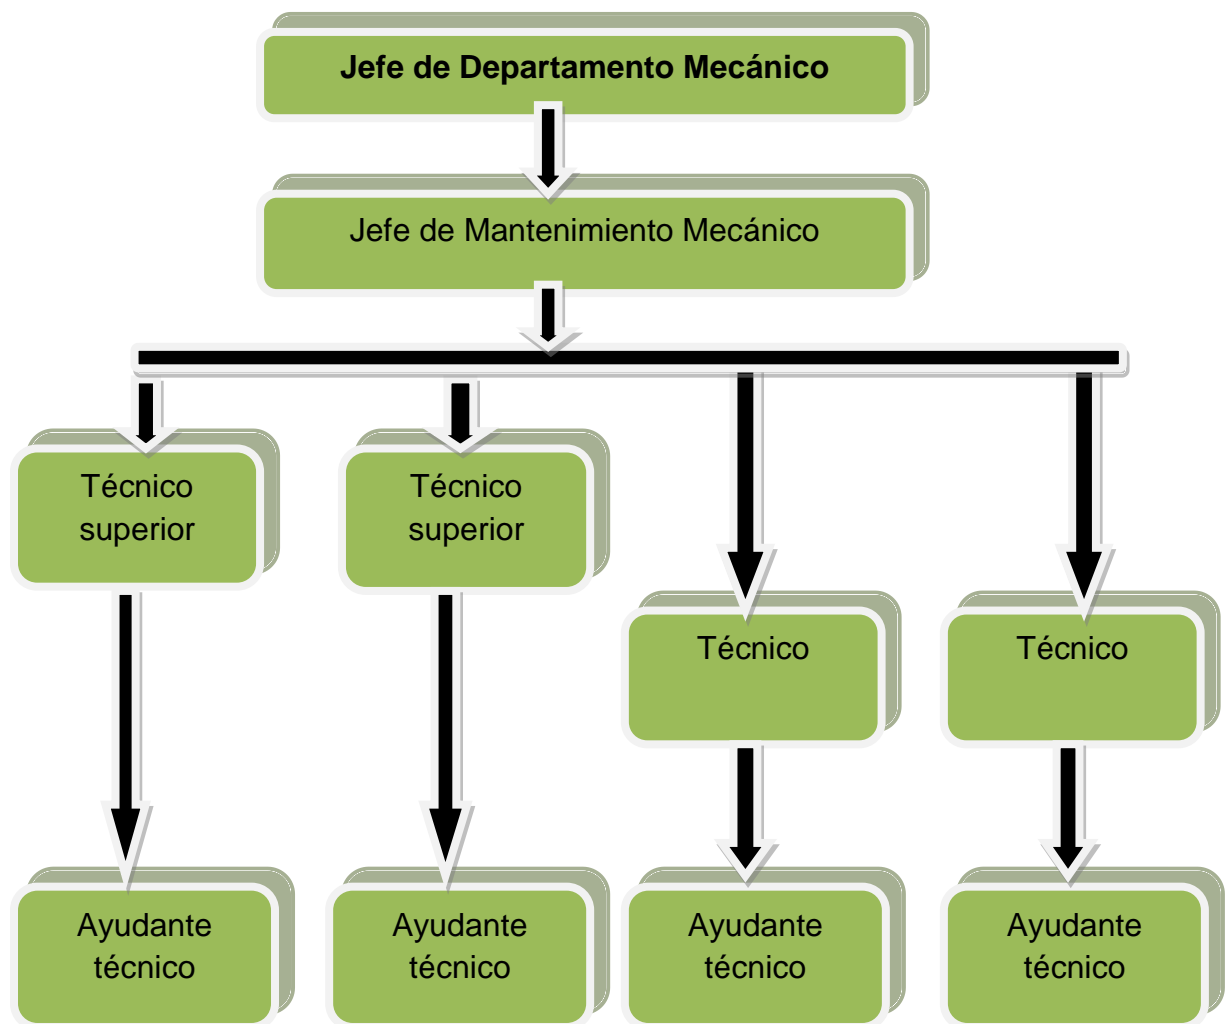 Jefe de Departamento Mecánico
Jefe de Mantenimiento Mecánico
Técnico
superior
Técnico
superior
Técnico
Técnico
Ayudante
técnico
Ayudante
técnico
Ayudante
técnico
Ayudante
técnico